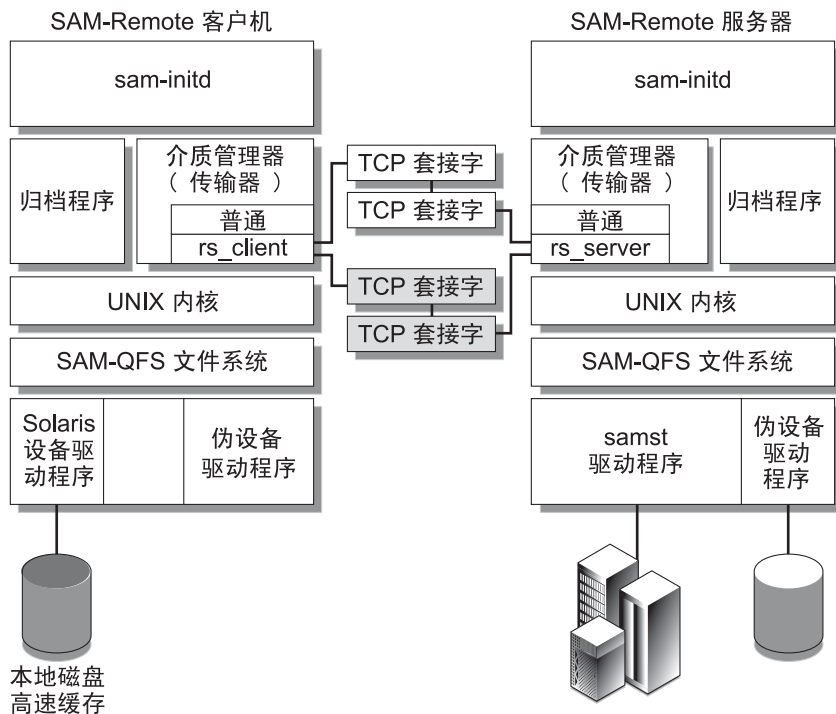 SAM-Remote 客户机
sam-initd
归档程序
介质管理器
（ 传输器 ）
普通
rs_client
UNIX 内核
SAM-QFS 文件系统
Solaris
设备驱
动程序
伪设备
驱动程序
本地磁盘
高速缓存
TCP 套接字
TCP 套接字
TCP 套接字
TCP 套接字
SAM-Remote 服务器
sam-initd
介质管理器
（ 传输器 ）
普通
rs_server
归档程序
UNIX 内核
SAM-QFS 文件系统
samst
驱动程序
伪设备
驱动
程序